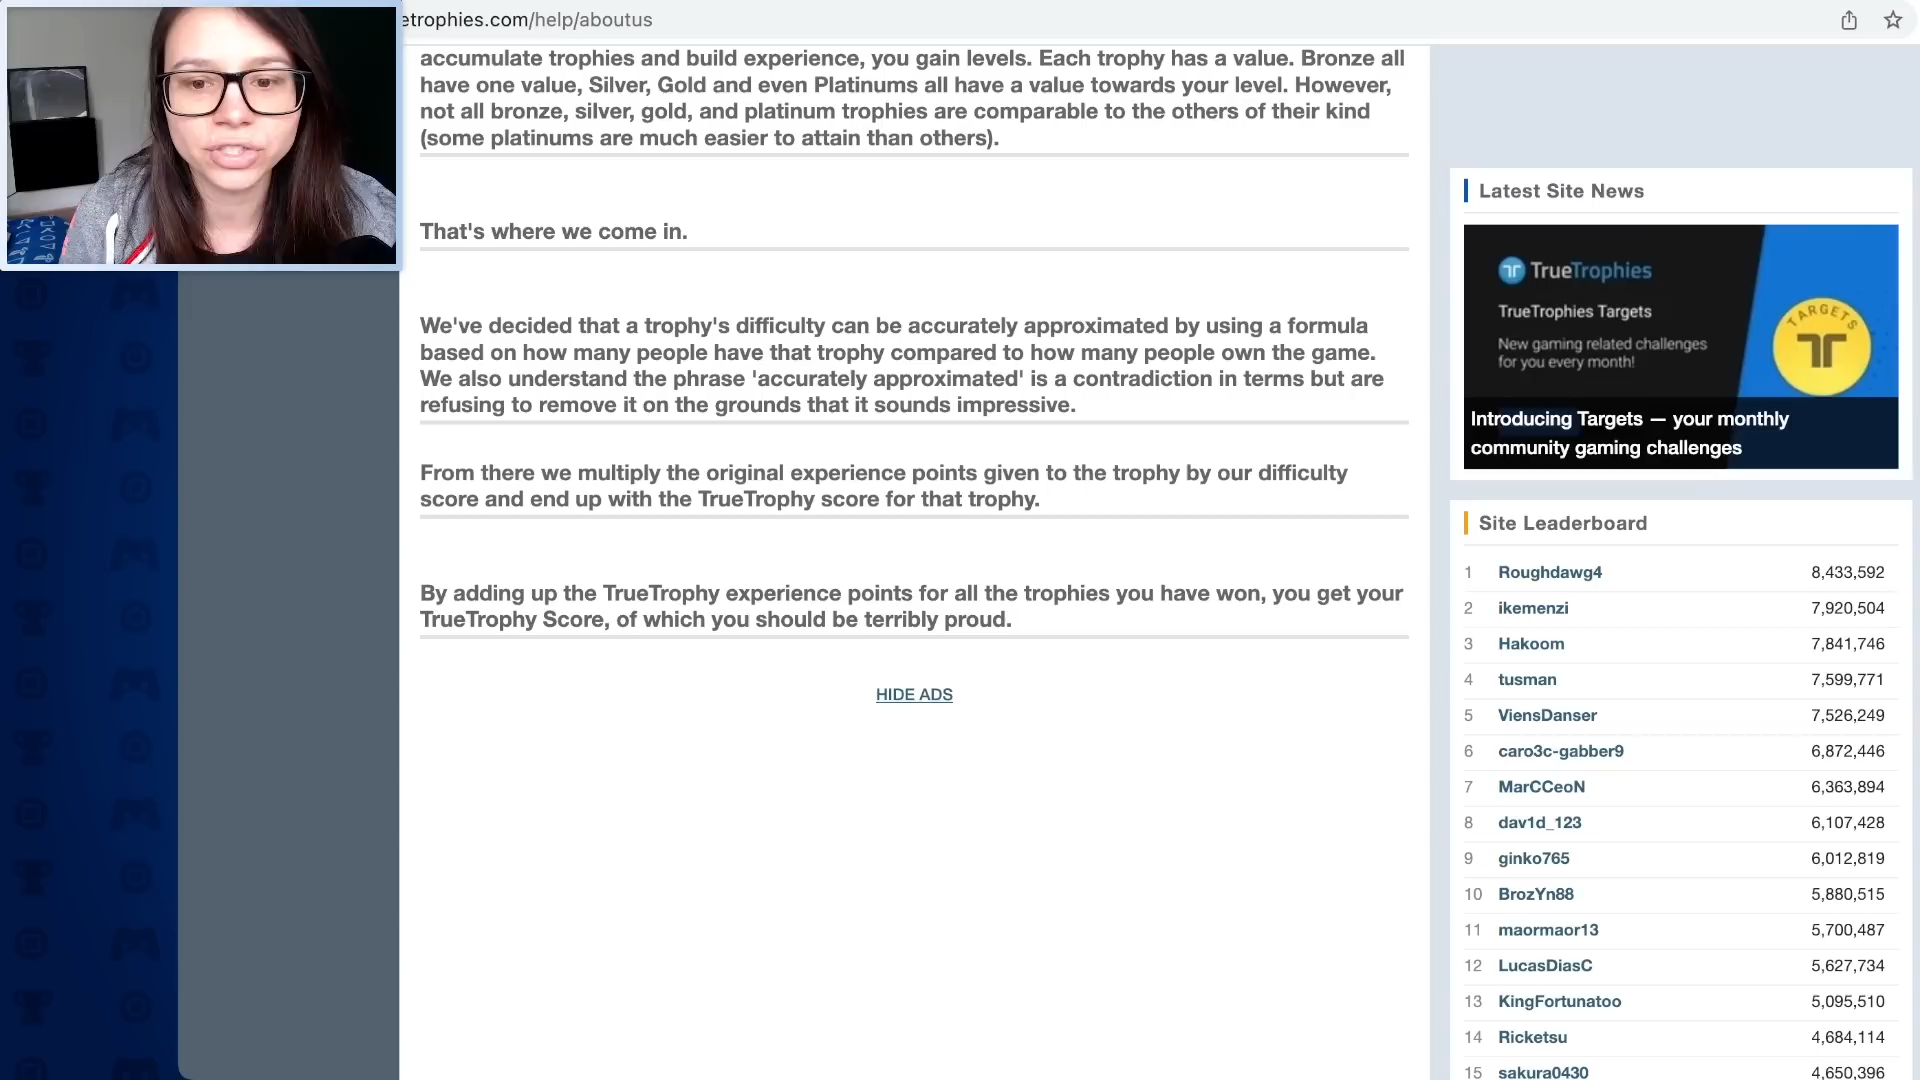 etrophies.com/help/aboutus
accumulate trophies and build experience, you gain levels. Each trophy has a value. Bronze all
have one value, Silver, Gold and even Platinums all have a value towards your level. However,
not all bronze, silver, gold, and platinum trophies are comparable to the others of their kind
(some platinums are much easier to attain than others).
That's where we come in.
We've decided that a trophy's difficulty can be accurately approximated by using a formula
based on how many people have that trophy compared to how many people own the game.
We also understand the phrase 'accurately approximated' is a contradiction in terms but are
refusing to remove it on the grounds that it sounds impressive.
From there we multiply the original experience points given to the trophy by our difficulty
score and end up with the TrueTrophy score for that trophy.
By adding up the TrueTrophy experience points for all the trophies you have won, you get your
TrueTrophy Score, of which you should be terribly proud.
HIDE ADS
Latest Site News
TrueTrophies
TrueTrophies Targets
New gaming related challenges
for you every month!
TARGETS
Introducing Targets — your monthly
community gaming challenges
Site Leaderboard
1 Roughdawg4 8,433,592
2 ikemenzi 7,920,504
3 Hakoom 7,841,746
4 tusman 7,599,771
5 ViensDanser 7,526,249
6 caro3c-gabber9 6,872,446
7 MarCCeoN 6,363,894
8 dav1d_123 6,107,428
9 ginko765 6,012,819
10 BrozYn88 5,880,515
11 maormaor13 5,700,487
12 LucasDiasC 5,627,734
13 KingFortunatoo 5,095,510
14 Ricketsu 4,684,114
15 sakura0430 4,650,396